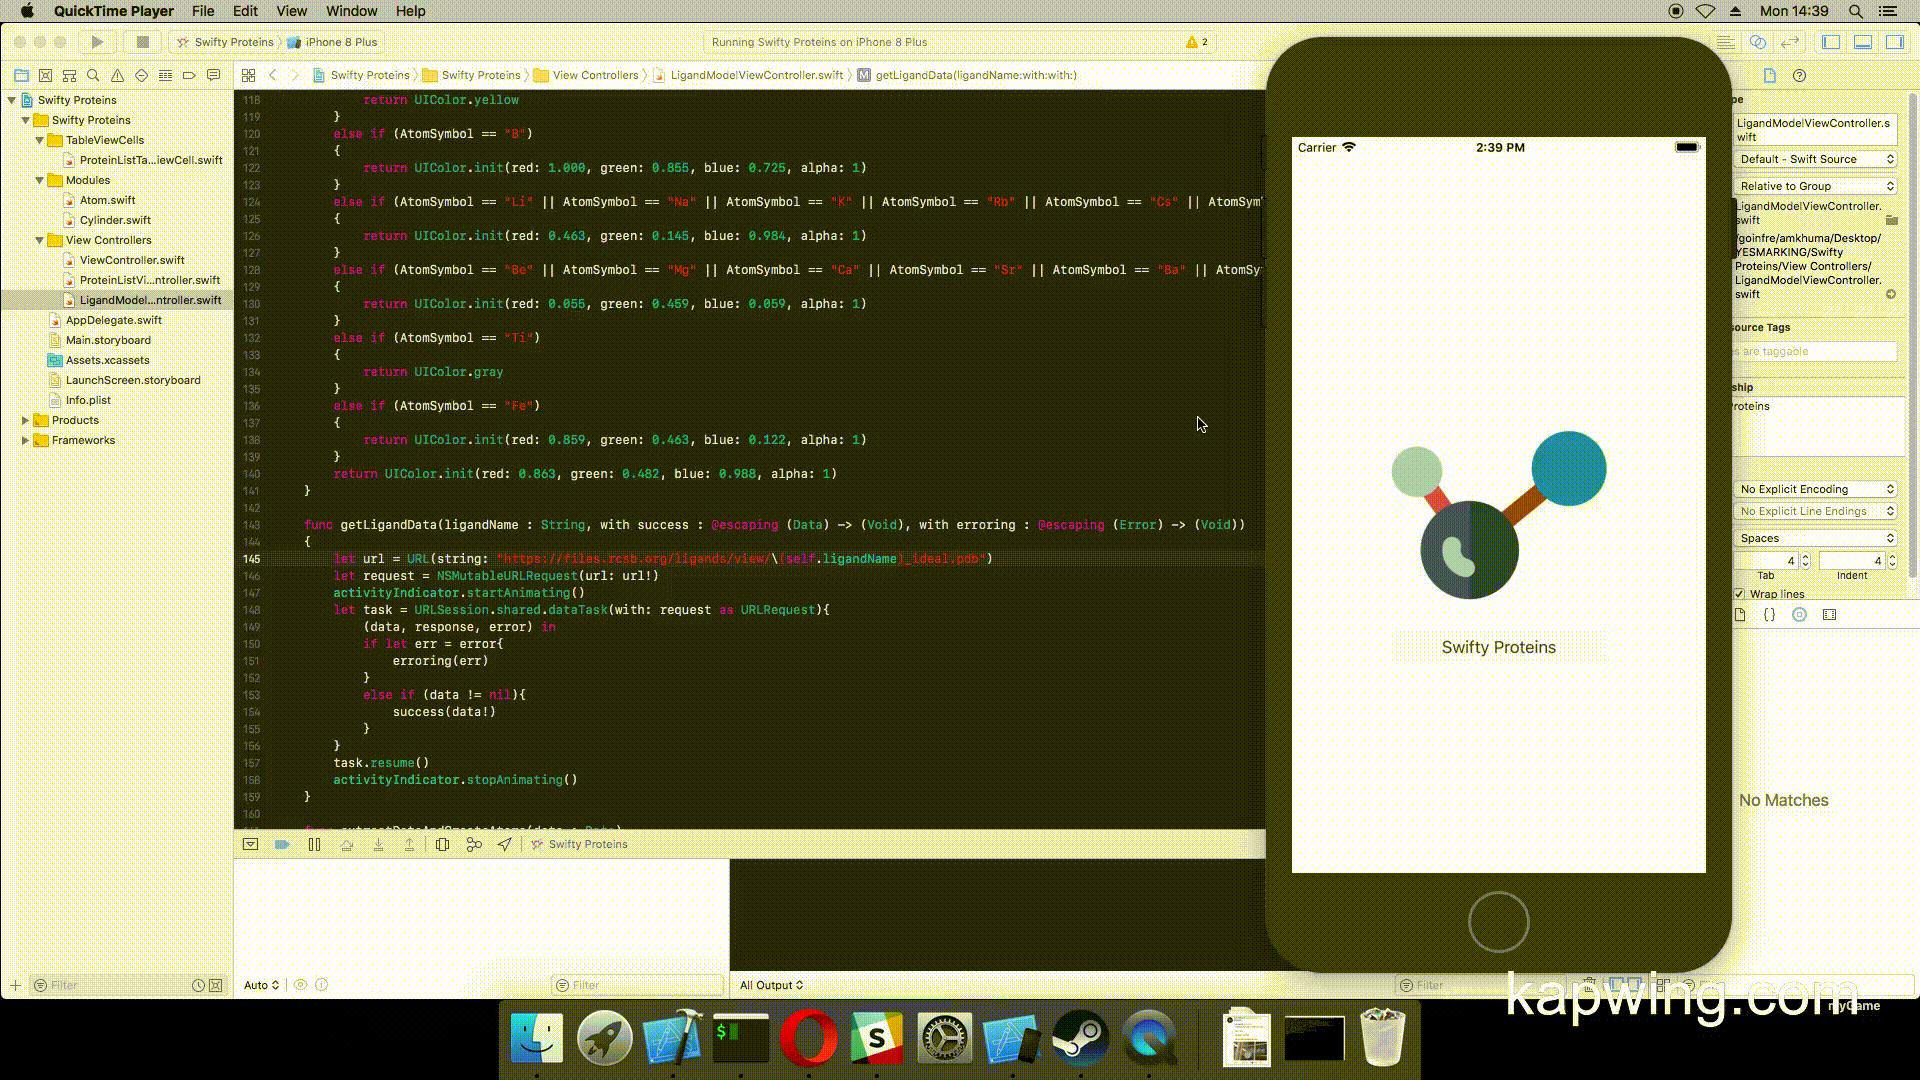 QuickTime Player File Edit View Window Help Mon 14:39
Swifty Proteins iPhone 8 Plus Running Swifty Proteins on iPhone 8 Plus 2
Swifty Proteins Swifty Proteins View Controllers LigandModelViewController.swift M getLigandData(ligandName:with:with:)
Swifty Proteins
Swifty Proteins
TableViewCells
ProteinListTa...iewCell.swift
Modules
Atom.swift
Cylinder.swift
View Controllers
ViewController.swift
ProteinListVi...ntroller.swift
LigandModel...ntroller.swift
AppDelegate.swift
Main.storyboard
Assets.xcassets
LaunchScreen.storyboard
Info.plist
Products
Frameworks
Filter
118 return UIColor.yellow
119 }
120 else if (AtomSymbol == "B")
121 {
122 return UIColor.init(red: 1.000, green: 0.855, blue: 0.725, alpha: 1)
123 }
124 else if (AtomSymbol == "Li" || AtomSymbol == "Na" || AtomSymbol == "K" || AtomSymbol == "Rb" || AtomSymbol == "Cs" || AtomSym
125 {
126 return UIColor.init(red: 0.463, green: 0.145, blue: 0.984, alpha: 1)
127 }
128 else if (AtomSymbol == "Be" || AtomSymbol == "Mg" || AtomSymbol == "Ca" || AtomSymbol == "Sr" || AtomSymbol == "Ba" || AtomSy
129 {
130 return UIColor.init(red: 0.055, green: 0.459, blue: 0.059, alpha: 1)
131 }
132 else if (AtomSymbol == "Ti")
133 {
134 return UIColor.gray
135 }
136 else if (AtomSymbol == "Fe")
137 {
138 return UIColor.init(red: 0.859, green: 0.463, blue: 0.122, alpha: 1)
139 }
140 return UIColor.init(red: 0.863, green: 0.482, blue: 0.988, alpha: 1)
141 }
142
143 func getLigandData(ligandName : String, with success : @escaping (Data) -> (Void), with erroring : @escaping (Error) -> (Void))
144 {
145 let url = URL(string: "https://files.rcsb.org/ligands/view/\(self.ligandName)_ideal.pdb")
146 let request = NSMutableURLRequest(url: url!)
147 activityIndicator.startAnimating()
148 let task = URLSession.shared.dataTask(with: request as URLRequest){
149 (data, response, error) in
150 if let err = error{
151 erroring(err)
152 }
153 else if (data != nil){
154 success(data!)
155 }
156 }
157 task.resume()
158 activityIndicator.stopAnimating()
159 }
160
Swifty Proteins
Auto Filter All Output Filter
Carrier 2:39 PM
Swifty Proteins
pe
LigandModelViewController.s
wift
Default - Swift Source
Relative to Group
LigandModelViewController.
swift
/goinfre/amkhuma/Desktop/
YESMARKING/Swifty
Proteins/View Controllers/
LigandModelViewController.
swift
source Tags
s are taggable
ship
Proteins
No Explicit Encoding
No Explicit Line Endings
Spaces
4 4
Tab Indent
Wrap lines
No Matches
kapwing.com
myGame